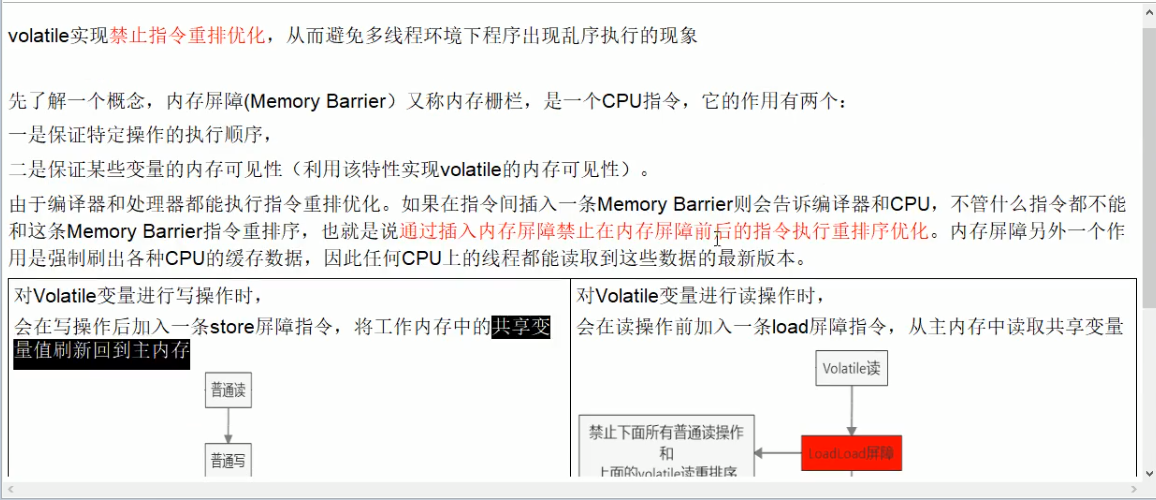 volatile实现禁止指令重排优化，从而避免多线程环境下程序出现乱序执行的现象
先了解一个概念，内存屏障(Memory Barrier）又称内存栅栏，是一个CPU指令，它的作用有两个：
一是保证特定操作的执行顺序，
二是保证某些变量的内存可见性（利用该特性实现volatile的内存可见性）。
由于编译器和处理器都能执行指令重排优化。如果在指令间插入一条Memory Barrier则会告诉编译器和CPU，不管什么指令都不能
和这条Memory Barrier指令重排序，也就是说通过插入内存屏障禁止在内存屏障前后的指令执行重排序优化。内存屏障另外一个作
用是强制刷出各种CPU的缓存数据，因此任何CPU上的线程都能读取到这些数据的最新版本。
对Volatile变量进行写操作时，
会在写操作后加入一条store屏障指令，将工作内存中的共享变
量值刷新回到主内存
普通读
普通写
对Volatile变量进行读操作时，
会在读操作前加入一条load屏障指令，从主内存中读取共享变量
Volatile读
禁止下面所有普通读操作
和
上面的volatile读重排序
LoadLoad屏障